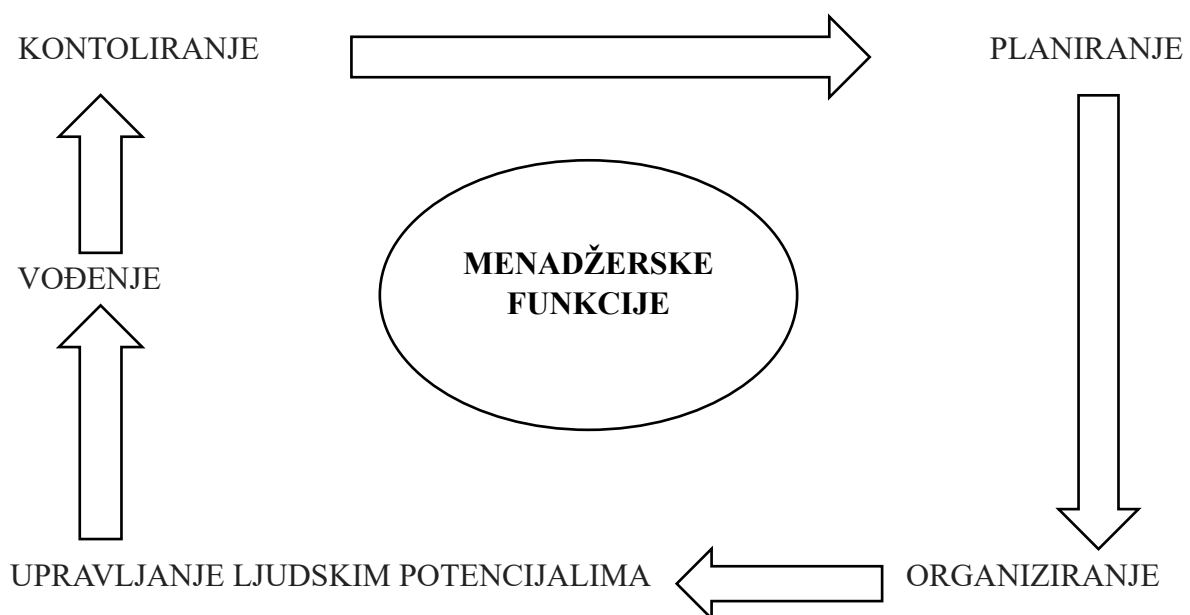 KONTOLIRANJE
PLANIRANJE
MENADŽERSKE
FUNKCIJE
VOĐENJE
UPRAVLJANJE LJUDSKIM POTENCIJALIMA
ORGANIZIRANJE